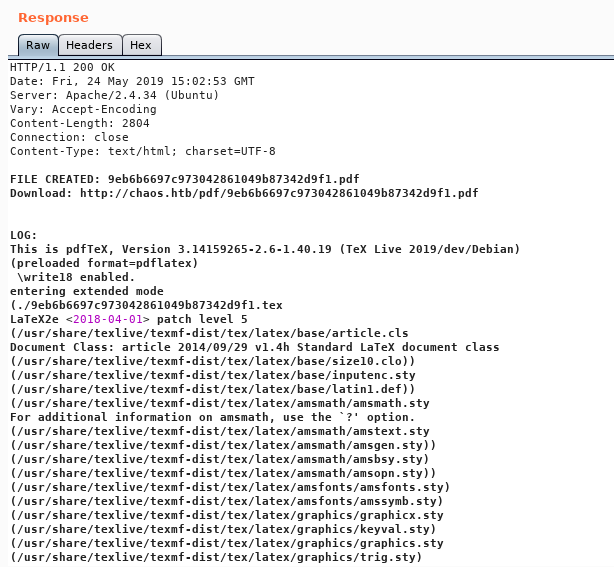 Response
Raw Headers Hex
HTTP/1.1 200 OK
Date: Fri, 24 May 2019 15:02:53 GMT
Server: Apache/2.4.34 (Ubuntu)
Vary: Accept-Encoding
Content-Length: 2804
Connection: close
Content-Type: text/html; charset=UTF-8
FILE CREATED: 9eb6b6697c973042861049b87342d9f1.pdf
Download: http://chaos.htb/pdf/9eb6b6697c973042861049b87342d9f1.pdf
LOG:
This is pdfTeX, Version 3.14159265-2.6-1.40.19 (TeX Live 2019/dev/Debian)
(preloaded format=pdflatex)
\write18 enabled.
entering extended mode
(./9eb6b6697c973042861049b87342d9f1.tex
LaTeX2e <2018-04-01> patch level 5
(/usr/share/texlive/texmf-dist/tex/latex/base/article.cls
Document Class: article 2014/09/29 v1.4h Standard LaTeX document class
(/usr/share/texlive/texmf-dist/tex/latex/base/size10.clo))
(/usr/share/texlive/texmf-dist/tex/latex/base/inputenc.sty
(/usr/share/texlive/texmf-dist/tex/latex/base/latin1.def))
(/usr/share/texlive/texmf-dist/tex/latex/amsmath/amsmath.sty
For additional information on amsmath, use the `?' option.
(/usr/share/texlive/texmf-dist/tex/latex/amsmath/amstext.sty
(/usr/share/texlive/texmf-dist/tex/latex/amsmath/amsgen.sty))
(/usr/share/texlive/texmf-dist/tex/latex/amsmath/amsbsy.sty)
(/usr/share/texlive/texmf-dist/tex/latex/amsmath/amsopn.sty))
(/usr/share/texlive/texmf-dist/tex/latex/amsfonts/amsfonts.sty)
(/usr/share/texlive/texmf-dist/tex/latex/amsfonts/amssymb.sty)
(/usr/share/texlive/texmf-dist/tex/latex/graphics/graphicx.sty
(/usr/share/texlive/texmf-dist/tex/latex/graphics/keyval.sty)
(/usr/share/texlive/texmf-dist/tex/latex/graphics/graphics.sty
(/usr/share/texlive/texmf-dist/tex/latex/graphics/trig.sty)